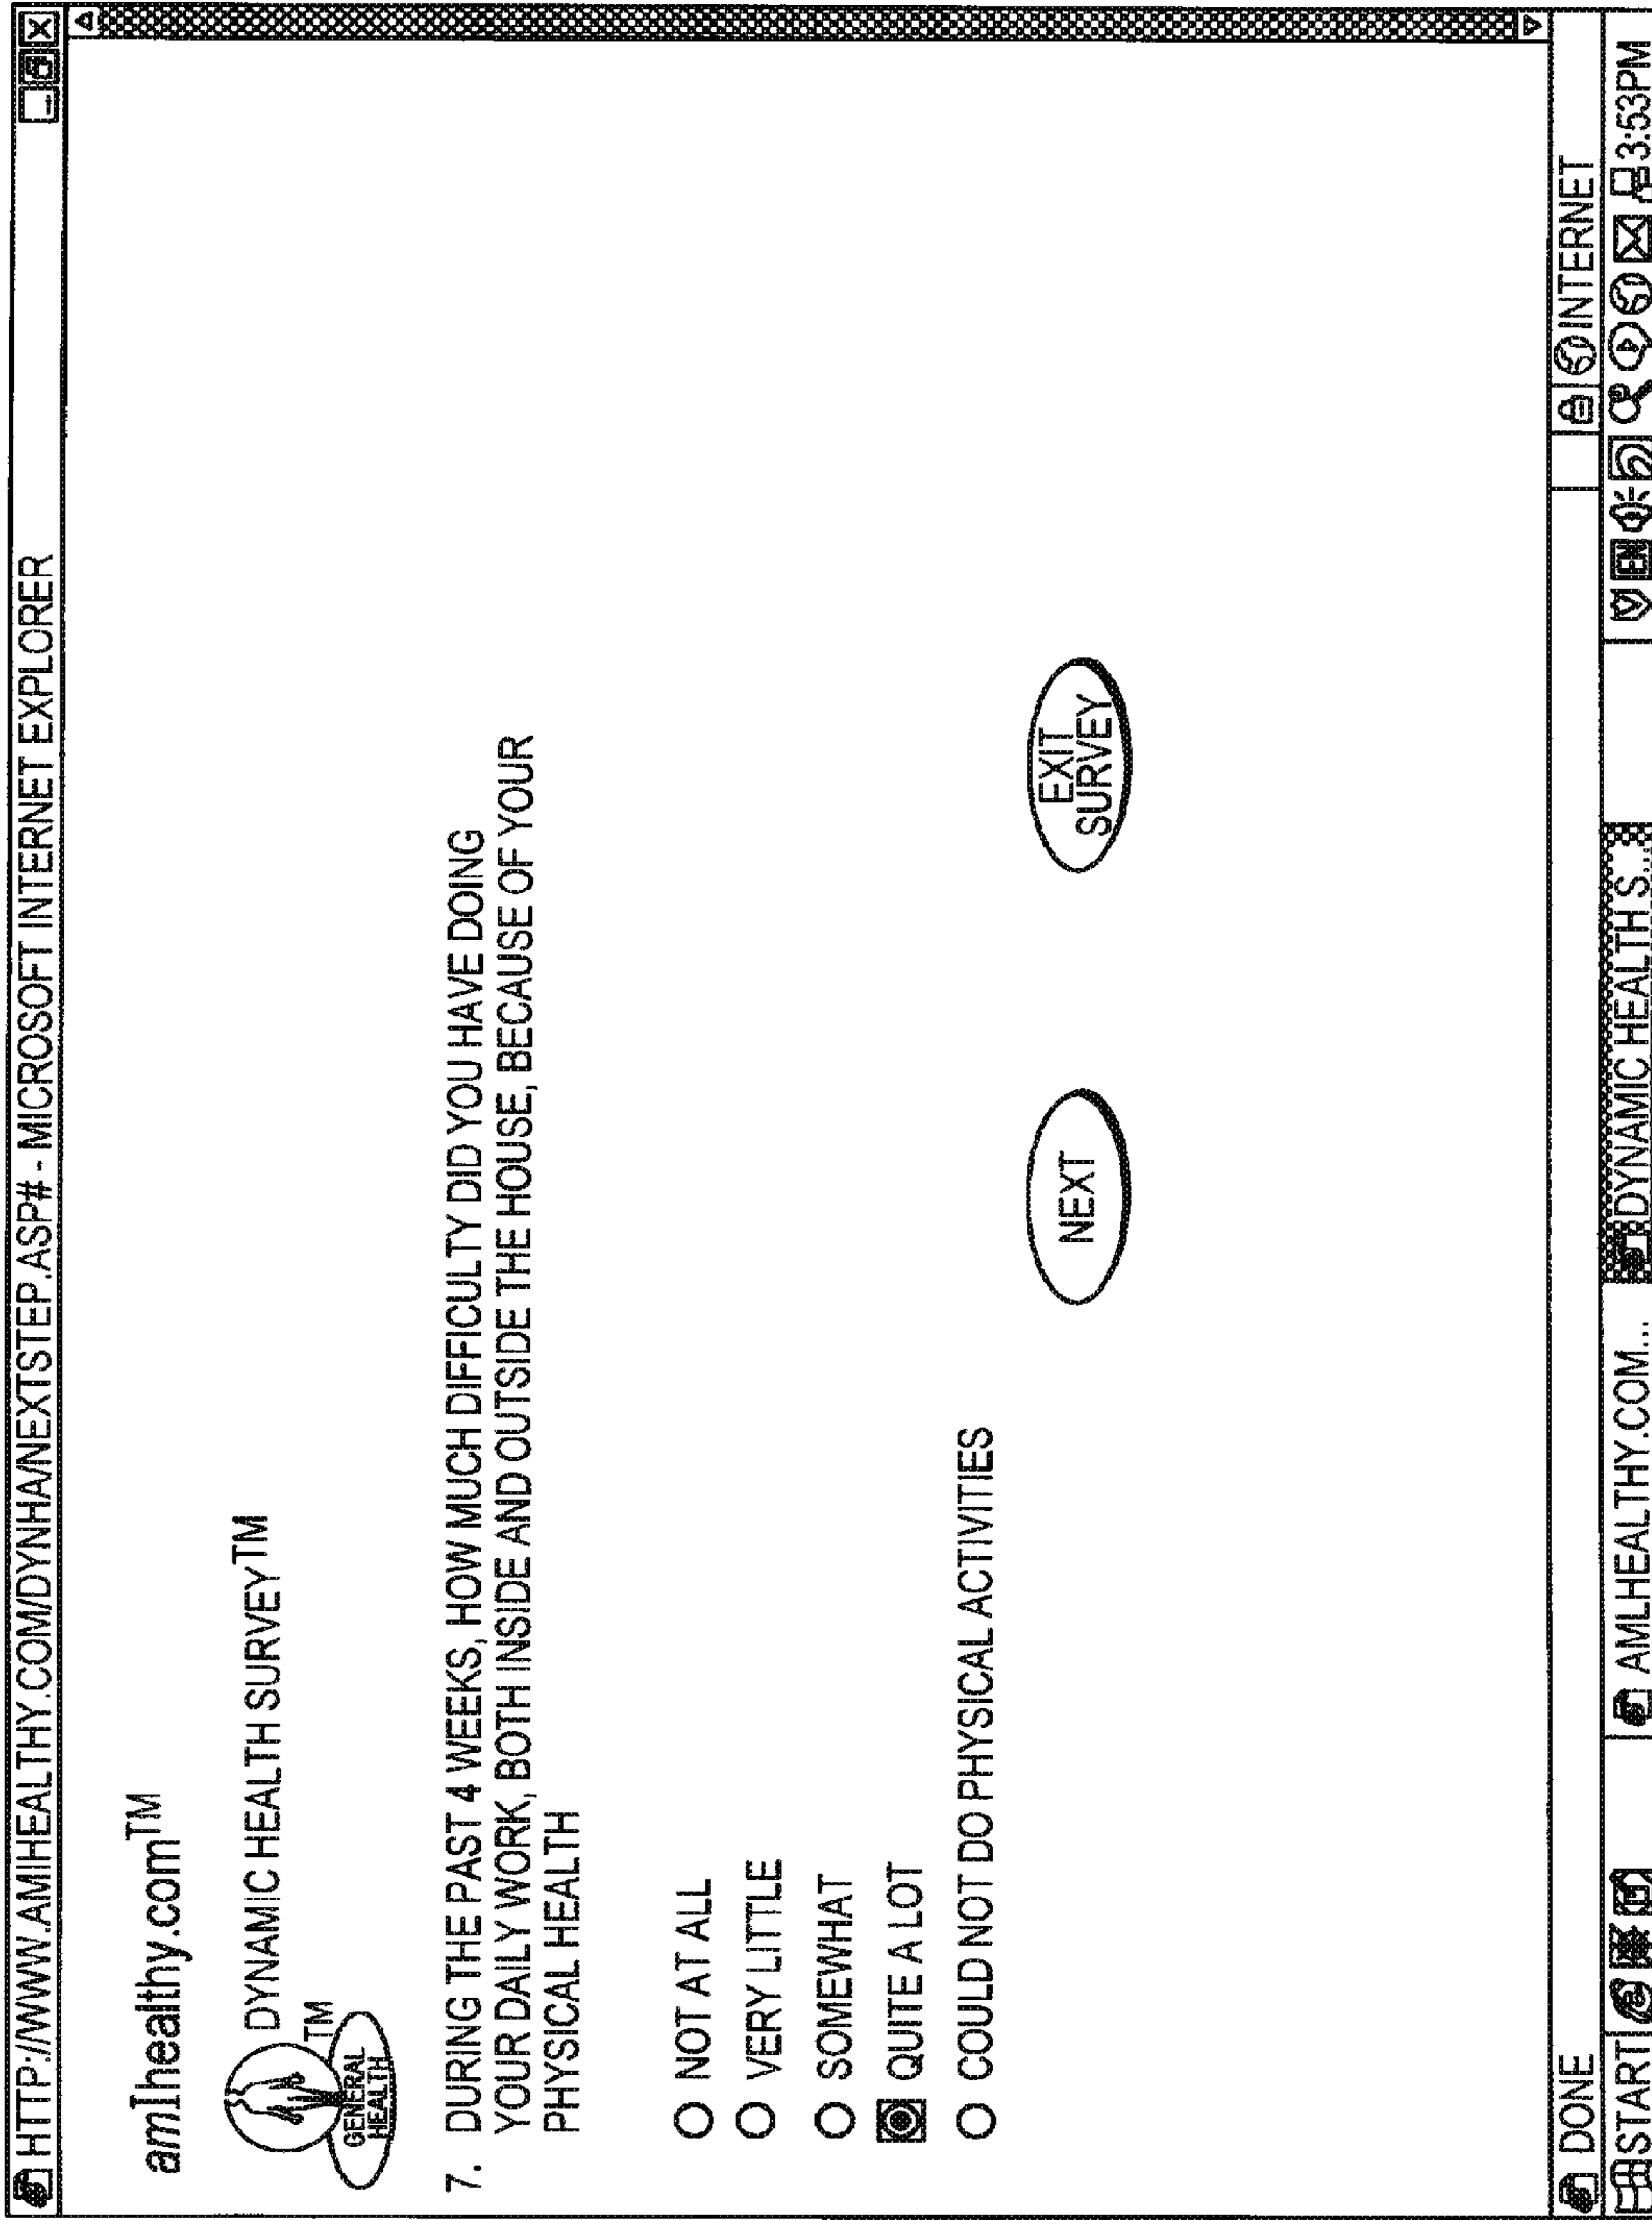 HTTP://WWW.AMIHEALTHY.COM/DYNHA/NEXTSTEP.ASP# - MICROSOFT INTERNET EXPLORER
amIhealthy.com™
DYNAMIC HEALTH SURVEY™
TM
GENERAL
HEALTH
7. DURING THE PAST 4 WEEKS, HOW MUCH DIFFICULTY DID YOU HAVE DOING
YOUR DAILY WORK, BOTH INSIDE AND OUTSIDE THE HOUSE, BECAUSE OF YOUR
PHYSICAL HEALTH
NOT AT ALL
VERY LITTLE
SOMEWHAT
QUITE A LOT
COULD NOT DO PHYSICAL ACTIVITIES
NEXT
EXIT
SURVEY
DONE
INTERNET
START
AMLHEALTHY.COM...
DYNAMIC HEALTH S...
EN
3:53PM